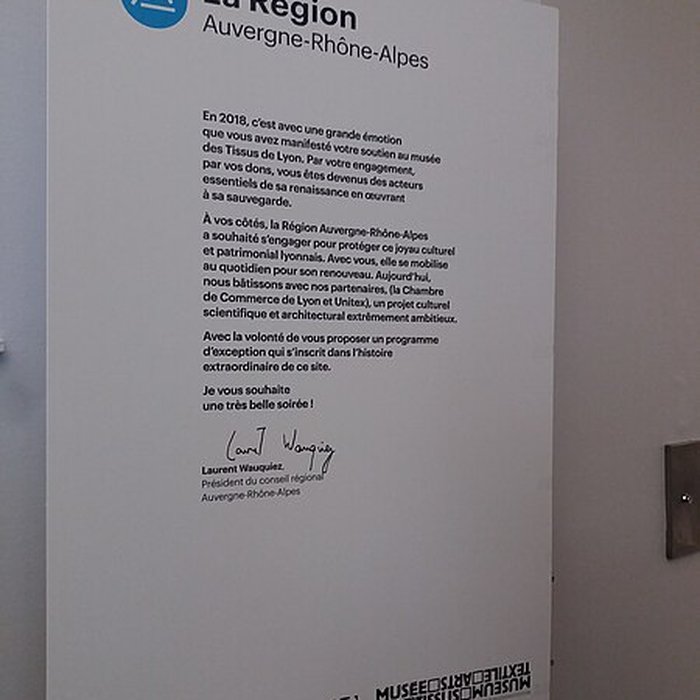 La Région
Auvergne-Rhône-Alpes
En 2018, c'est avec une grande émotion
que vous avez manifesté votre soutien au musée
des Tissus de Lyon. Par votre engagement,
par vos dons, vous êtes devenus des acteurs
essentiels de sa renaissance en œuvrant
à sa sauvegarde.
À vos côtés, la Région Auvergne-Rhône-Alpes
a souhaité s'engager pour protéger ce joyau culturel
et patrimonial lyonnais. Avec vous, elle se mobilise
au quotidien pour son renouveau. Aujourd'hui,
nous bâtissons avec nos partenaires, (la Chambre
de Commerce de Lyon et Unitex), un projet culturel
scientifique et architectural extrêmement ambitieux.
Avec la volonté de vous proposer un programme
d'exception qui s'inscrit dans l'histoire
extraordinaire de ce site.
Je vous souhaite
une très belle soirée !
Laurent Wauquiez
Laurent Wauquiez,
Président du conseil régional
Auvergne-Rhône-Alpes
MUSEE